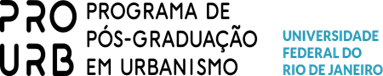 PRO
URB
PROGRAMA DE
PÓS-GRADUAÇÃO
EM URBANISMO
UNIVERSIDADE
FEDERAL DO
RIO DE JANEIRO